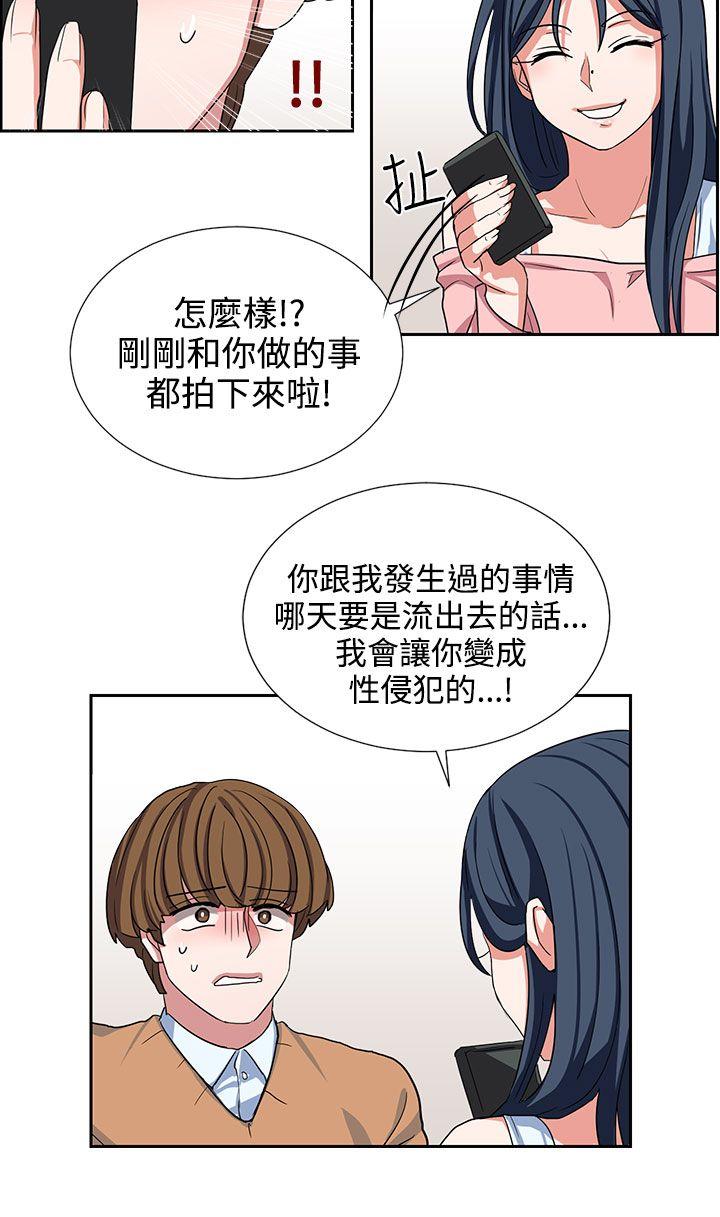 !!
扯
怎麼樣!?
剛剛和你做的事
都拍下來啦!
你跟我發生過的事情
哪天要是流出去的話...
我會讓你變成
性侵犯的...!